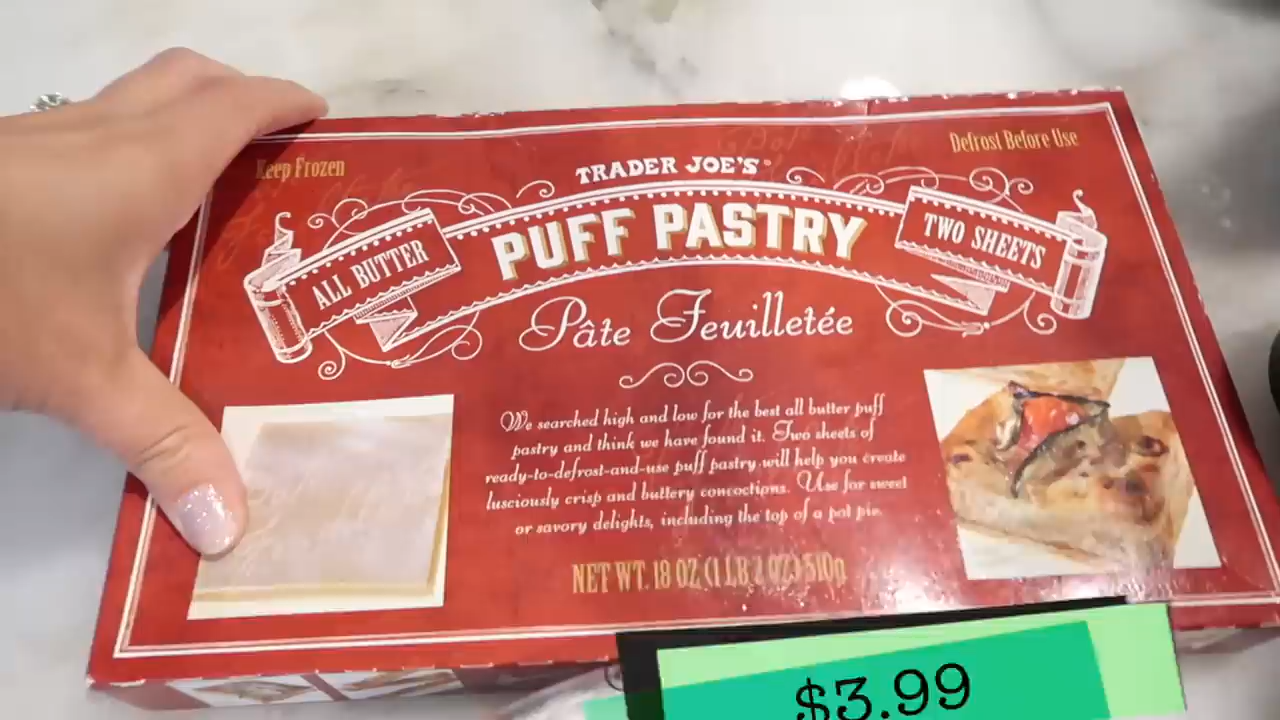 Keep Frozen
Defrost Before Use
TRADER JOE'S
ALL BUTTER
PUFF PASTRY
TWO SHEETS
Pâte Feuilletée
We searched high and low for the best all butter puff
pastry and think we have found it. Two sheets of
ready-to-defrost-and-use puff pastry will help you create
lusciously crisp and buttery concoctions. Use for sweet
or savory delights, including the top of a pot pie.
NET WT. 18 OZ (1 LB 2 OZ) 510g
$3.99